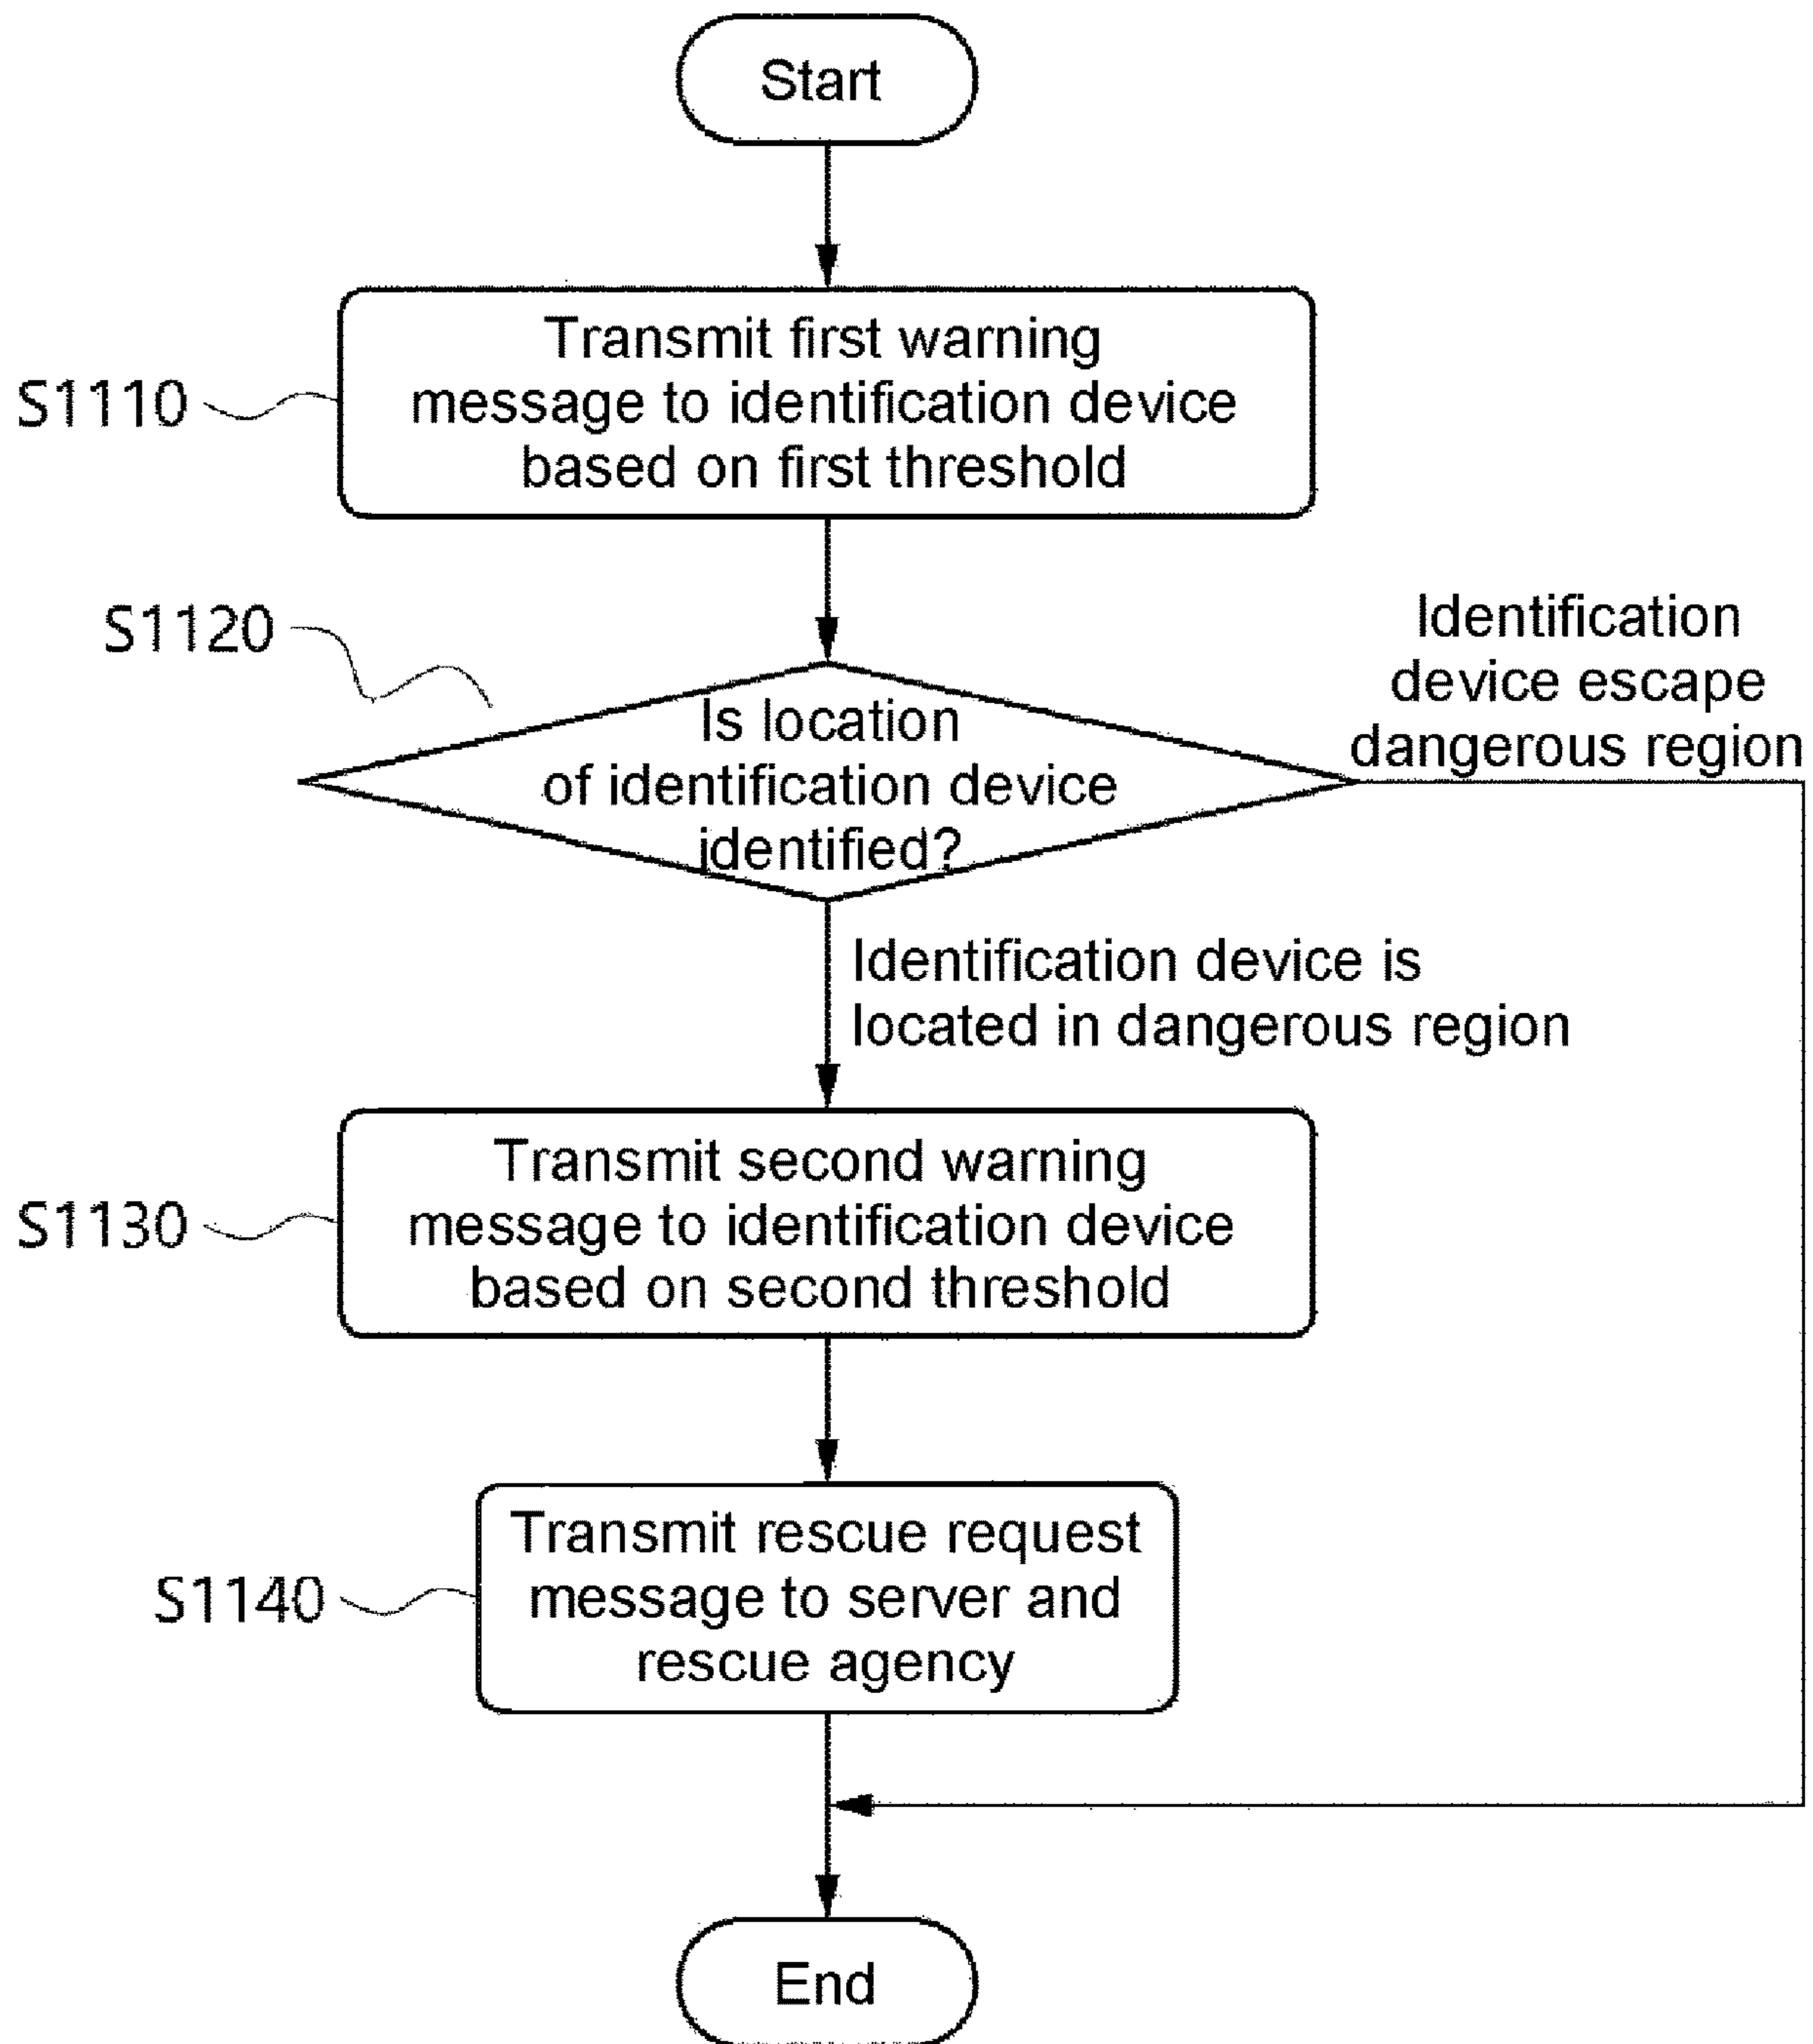 Start
Transmit first warning
message to identification device
based on first threshold
S1110
S1120
Is location
of identification device
identified?
Identification
device escape
dangerous region
Identification device is
located in dangerous region
Transmit second warning
message to identification device
based on second threshold
S1130
Transmit rescue request
message to server and
rescue agency
S1140
End